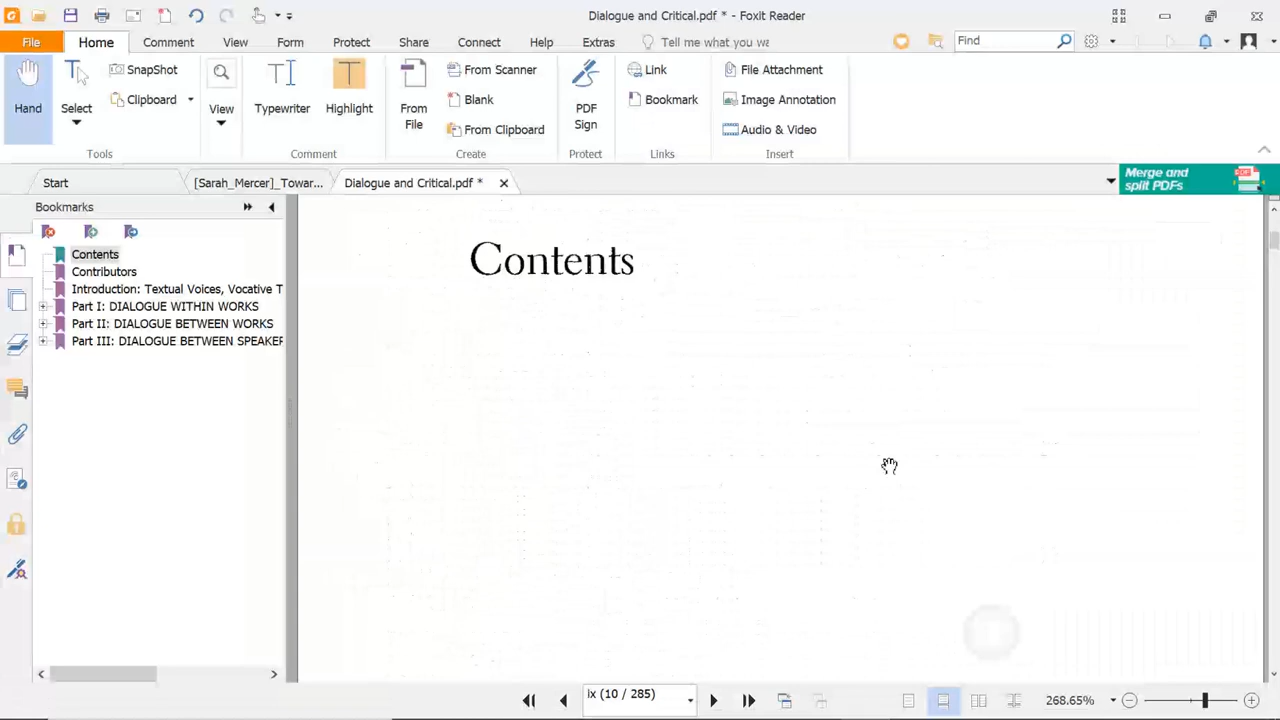 Dialogue and Critical.pdf * - Foxit Reader
File Home Comment View Form Protect Share Connect Help Extras Tell me what you wa Find
Hand
Select
SnapShot
Clipboard
View
Typewriter
Highlight
From File
From Scanner
Blank
From Clipboard
PDF Sign
Link
Bookmark
File Attachment
Image Annotation
Audio & Video
Tools Comment Create Protect Links Insert
Start [Sarah_Mercer]_Towar... Dialogue and Critical.pdf *
Merge and
split PDFs
Bookmarks
Contents
Contributors
Introduction: Textual Voices, Vocative T
Part I: DIALOGUE WITHIN WORKS
Part II: DIALOGUE BETWEEN WORKS
Part III: DIALOGUE BETWEEN SPEAKER
Contents
ix (10 / 285)
268.65%